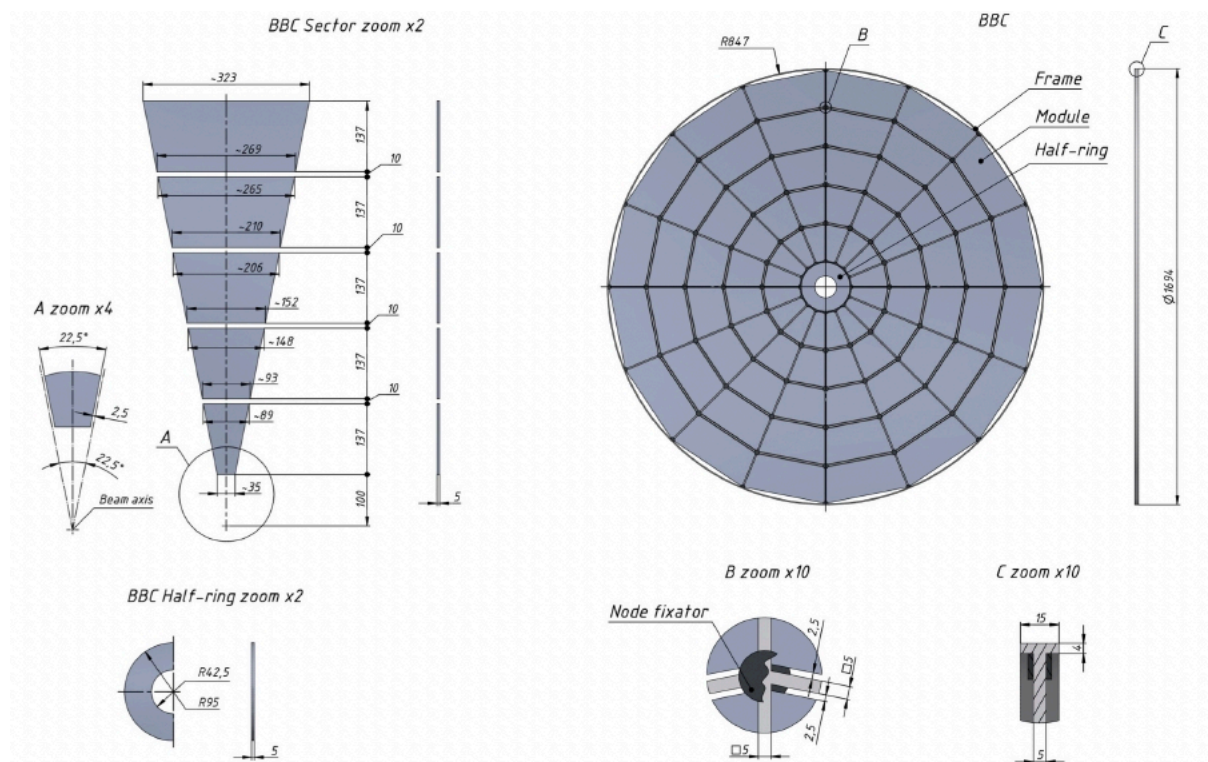 BBC Sector zoom x2
~323
137
~269
10
~265
137
~210
10
~206
137
~152
10
~148
137
~93
10
~89
137
A
~35
100
5
A zoom x4
22,5°
2,5
22,5°
Beam axis
BBC Half-ring zoom x2
R42,5
R95
5
BBC
R847
B
C
Frame
Module
Half-ring
Ø1694
B zoom x10
Node fixator
2,5
□5
2,5
□5
C zoom x10
15
4
5